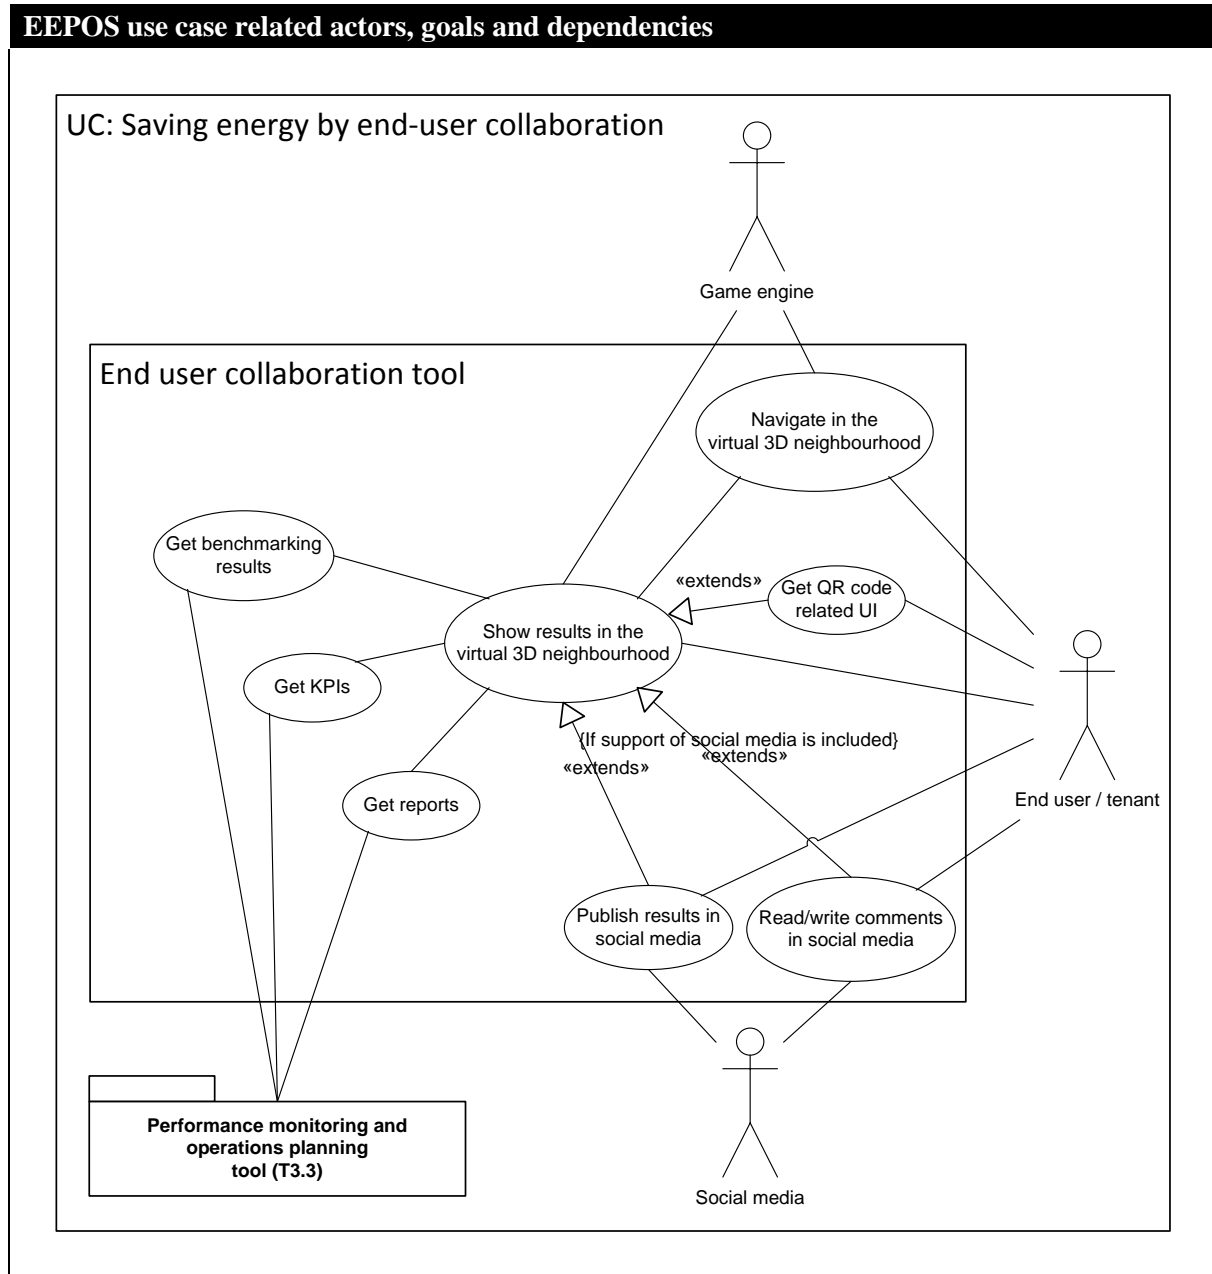 EEPOS use case related actors, goals and dependencies
UC: Saving energy by end-user collaboration
Game engine
End user collaboration tool
Navigate in the
virtual 3D neighbourhood
Get benchmarking
results
«extends»
Get QR code
related UI
Show results in the
virtual 3D neighbourhood
Get KPIs
{If support of social media is included}
«extends»
«extends»
Get reports
End user / tenant
Publish results in
social media
Read/write comments
in social media
Performance monitoring and
operations planning
tool (T3.3)
Social media